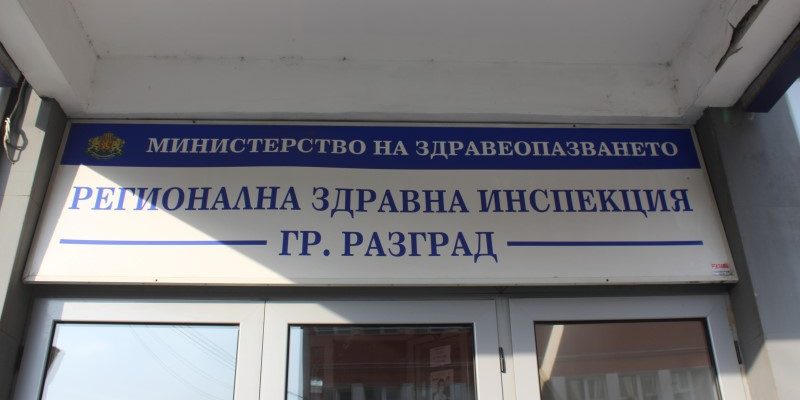 МИНИСТЕРСТВО НА ЗДРАВЕОПАЗВАНЕТО
РЕГИОНАЛНА ЗДРАВНА ИНСПЕКЦИЯ
ГР. РАЗГРАД